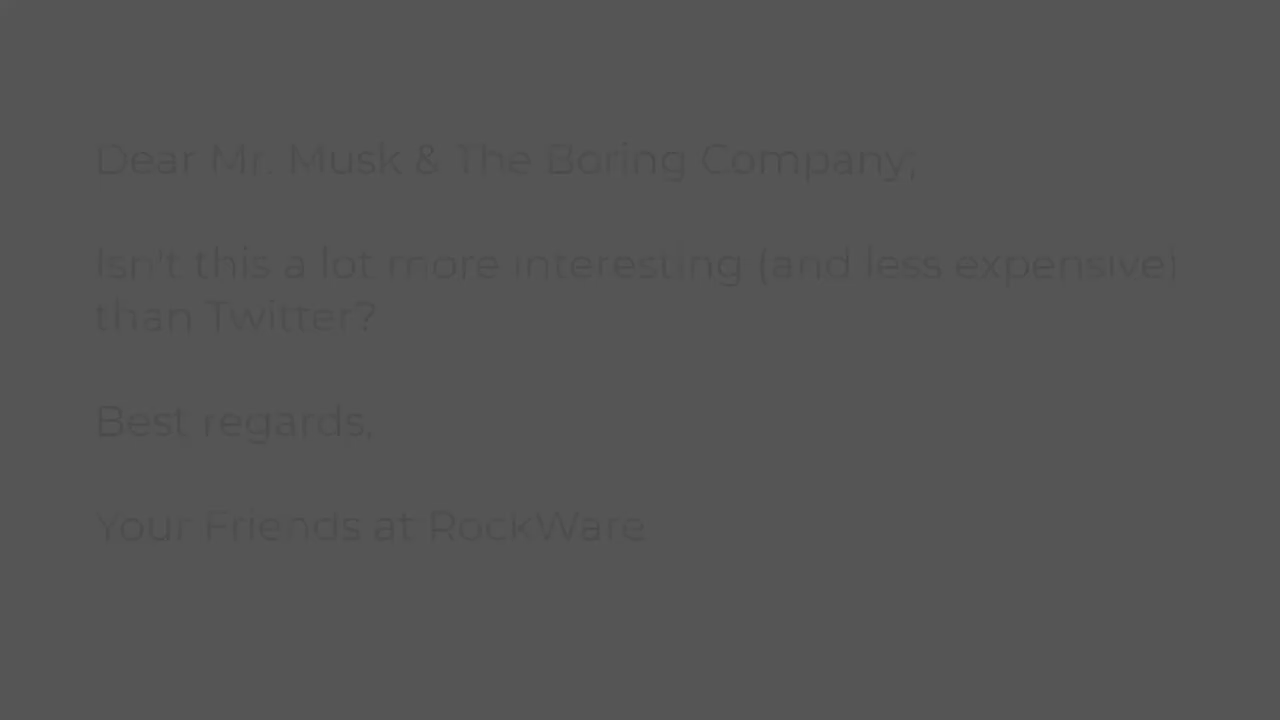 Dear Mr. Musk & The Boring Company;
Isn't this a lot more interesting (and less expensive)
than Twitter?
Best regards,
Your Friends at RockWare